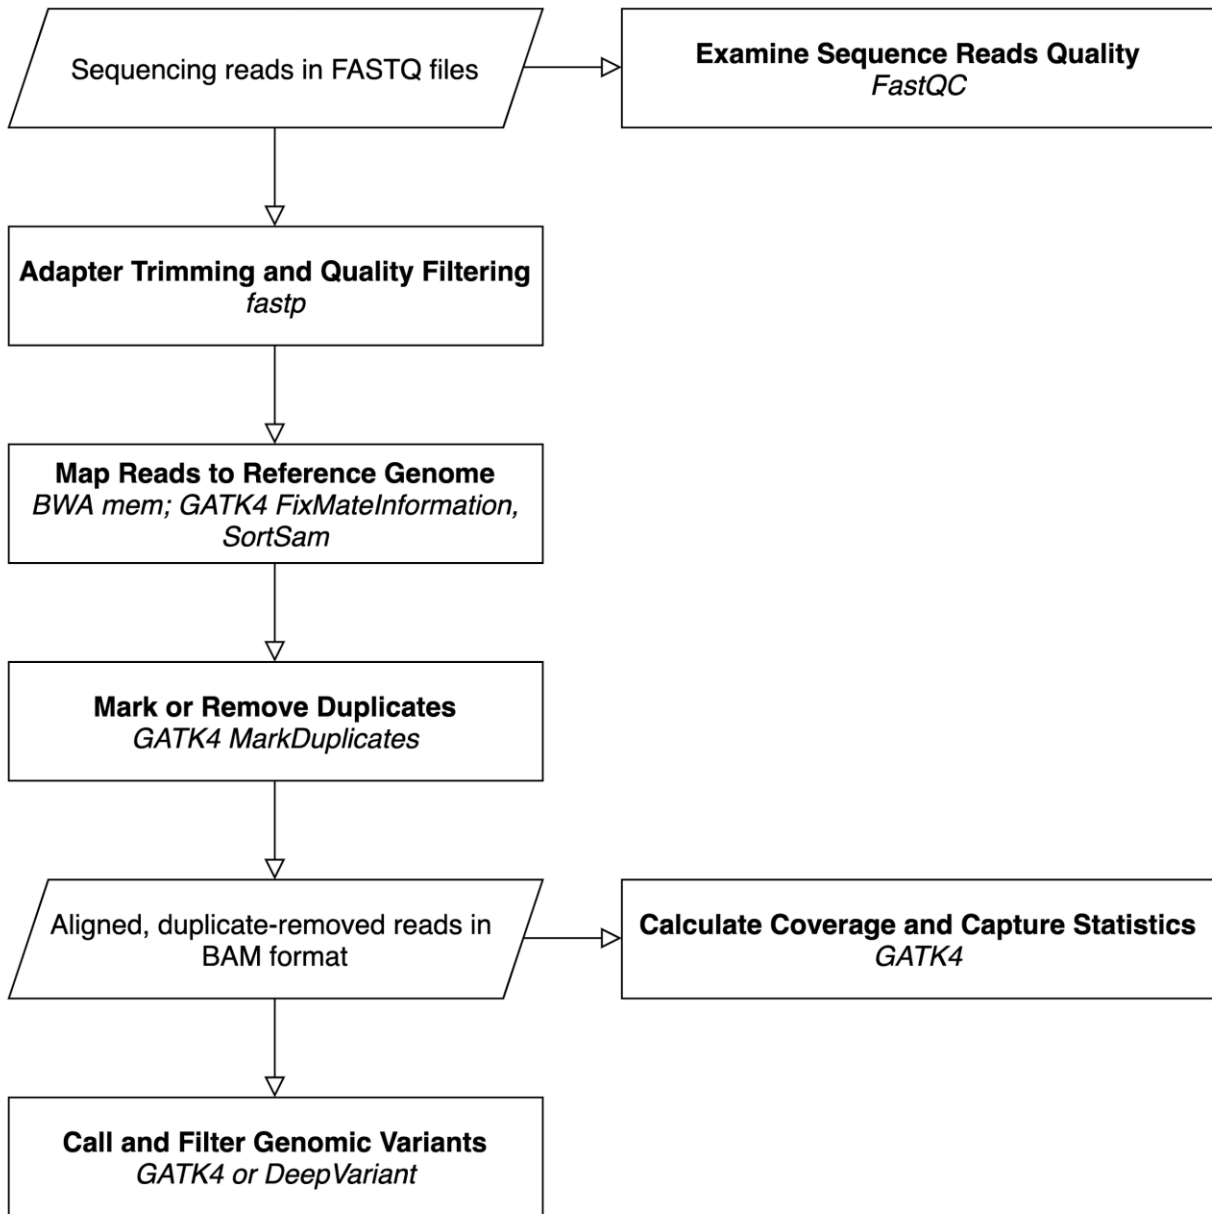 Sequencing reads in FASTQ files
Examine Sequence Reads Quality
FastQC
Adapter Trimming and Quality Filtering
fastp
Map Reads to Reference Genome
BWA mem; GATK4 FixMateInformation,
SortSam
Mark or Remove Duplicates
GATK4 MarkDuplicates
Aligned, duplicate-removed reads in
BAM format
Calculate Coverage and Capture Statistics
GATK4
Call and Filter Genomic Variants
GATK4 or DeepVariant